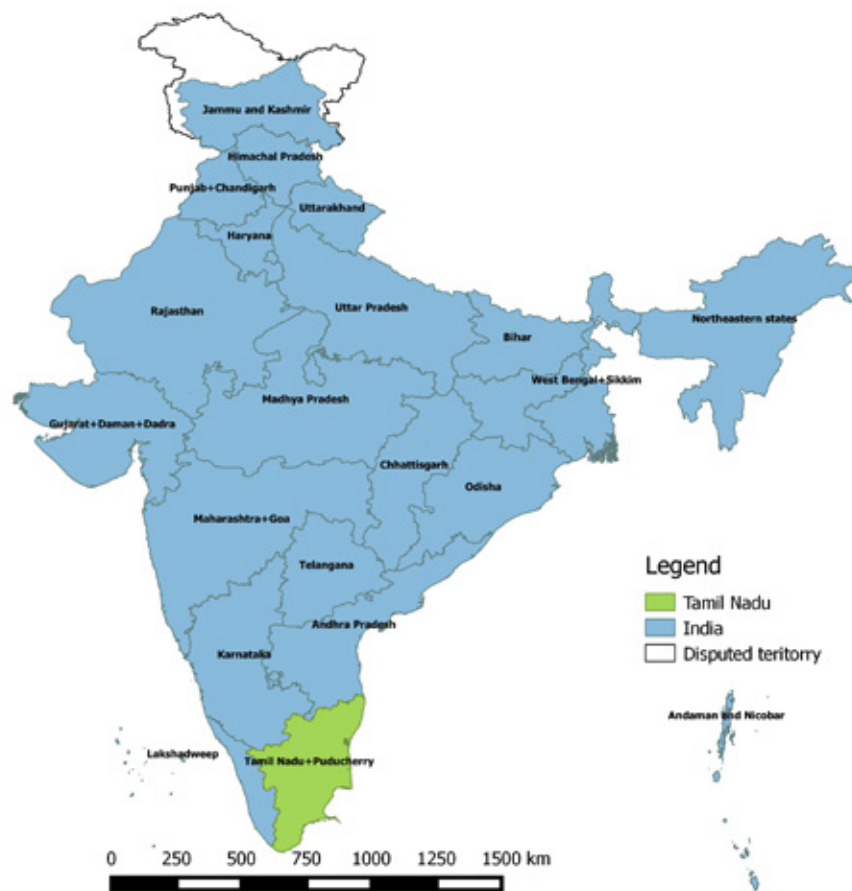 Jammu and Kashmir
Himachal Pradesh
Punjab+Chandigarh
Uttarakhand
Haryana
Rajasthan
Uttar Pradesh
Northeastern states
Bihar
West Bengal+Sikkim
Madhya Pradesh
Gujarat+Daman+Dadra
Chhattisgarh
Odisha
Maharashtra+Goa
Telangana
Legend
Tamil Nadu
India
Disputed teritorry
Andhra Pradesh
Karnataka
Andaman and Nicobar
Lakshadweep
Tamil Nadu+Puducherry
0 250 500 750 1000 1250 1500 km